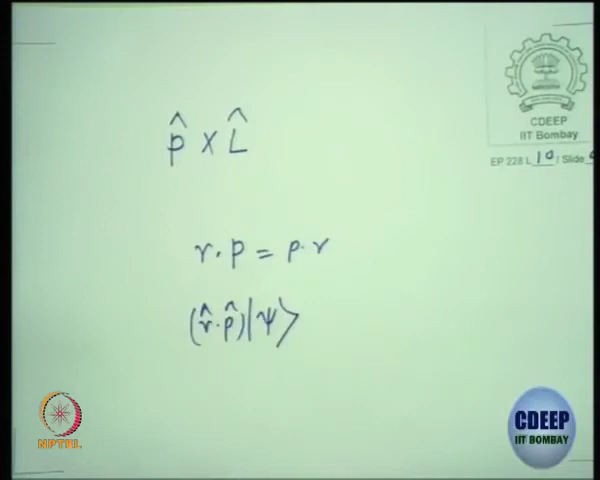 CDEEP
IIT Bombay
EP 228 L 10 / Slide
p̂ × L̂
r · p = p · r
(r̂ · p̂)|ψ⟩
NPTEL
CDEEP
IIT BOMBAY